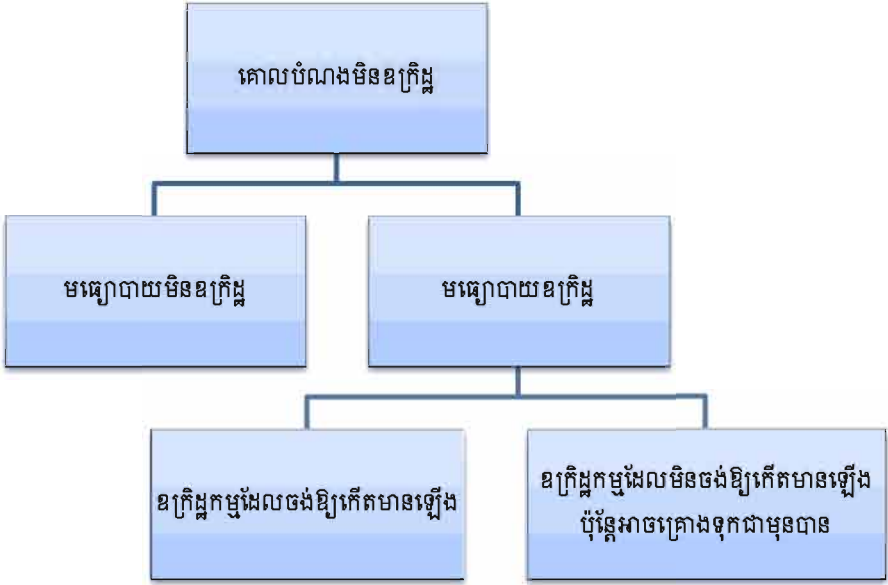 គោលបំណងមិនឧក្រិដ្ឋ
មធ្យោបាយមិនឧក្រិដ្ឋ
មធ្យោបាយឧក្រិដ្ឋ
ឧក្រិដ្ឋកម្មដែលចង់ឱ្យកើតមានឡើង
ឧក្រិដ្ឋកម្មដែលមិនចង់ឱ្យកើតមានឡើង
ប៉ុន្តែអាចគ្រោងទុកជាមុនបាន